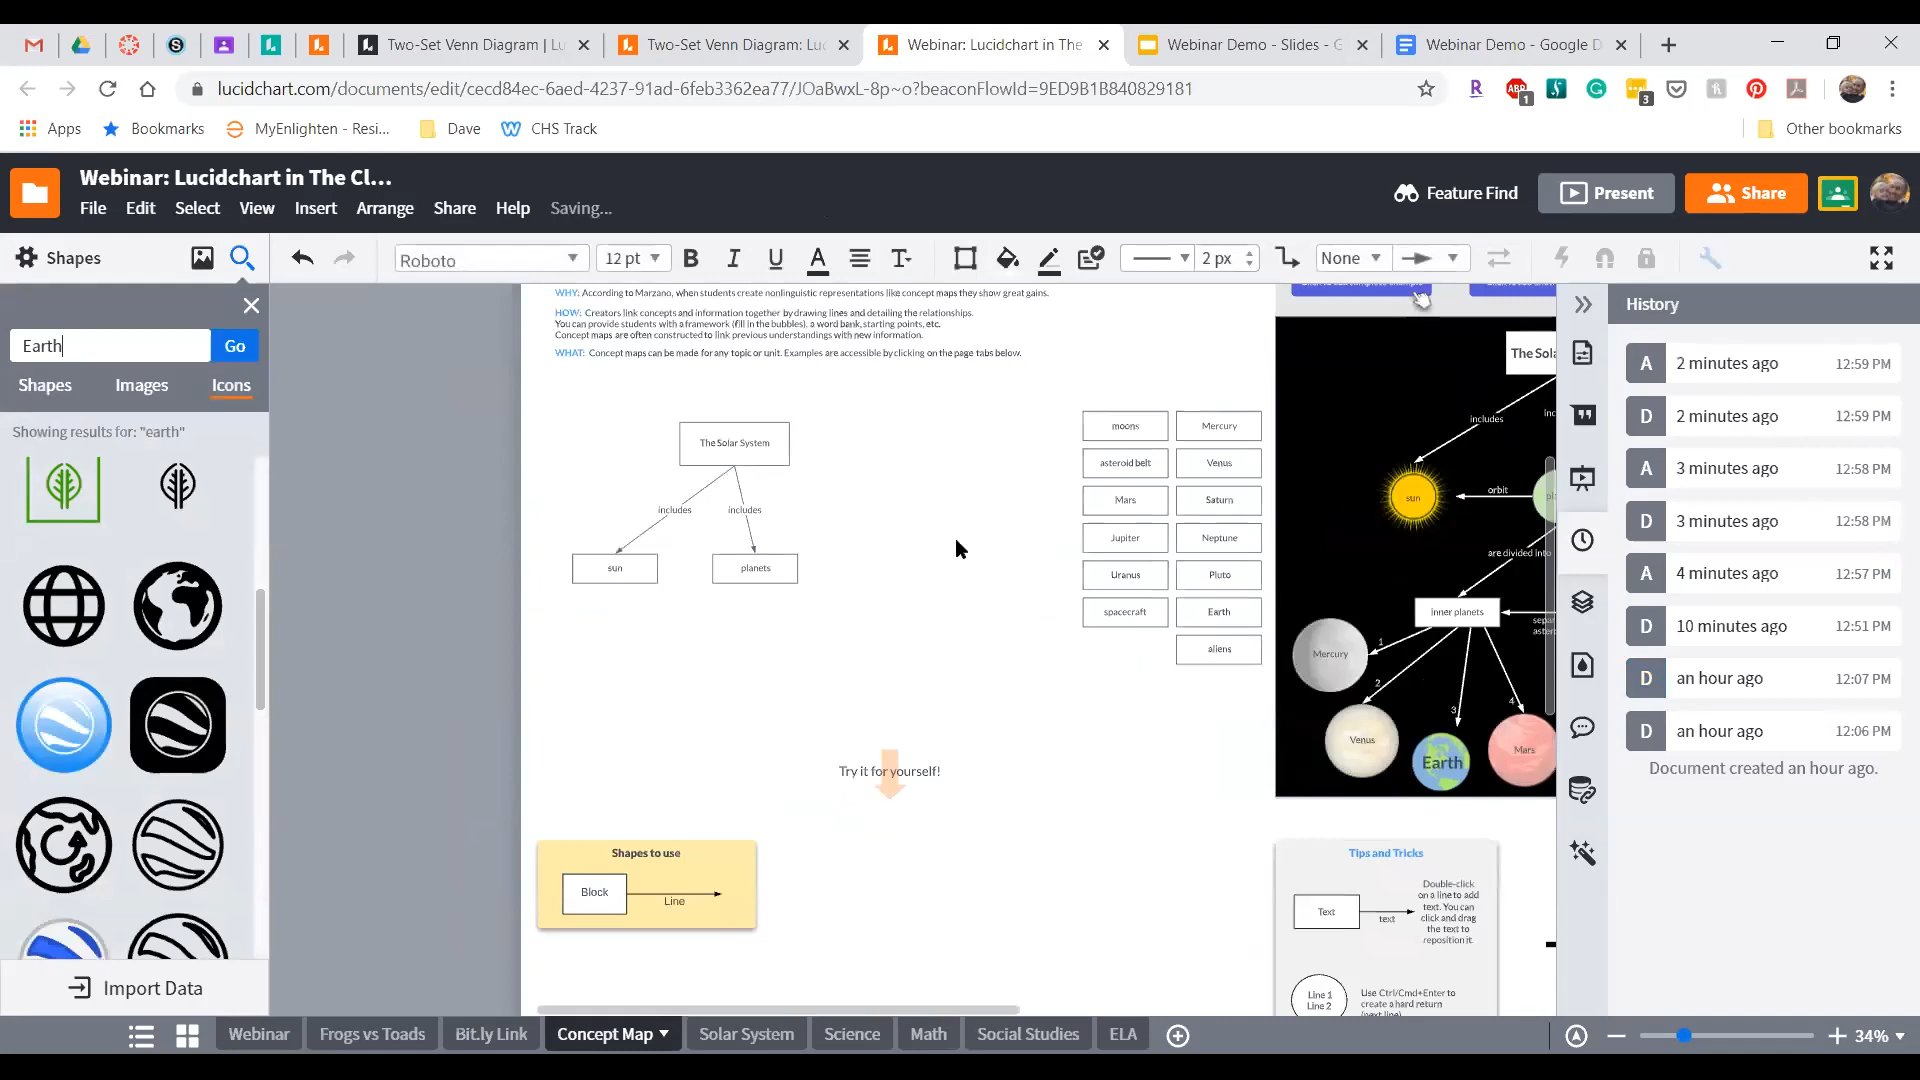 Two-Set Venn Diagram | Lu
Two-Set Venn Diagram: Luc
Webinar: Lucidchart in The
Webinar Demo - Slides - G
Webinar Demo - Google D
lucidchart.com/documents/edit/cecd84ec-6aed-4237-91ad-6feb3362ea77/JOaBwxL-8p~o?beaconFlowId=9ED9B1B840829181
ABP
1
3
Apps
Bookmarks
MyEnlighten - Resi...
Dave
CHS Track
Other bookmarks
Webinar: Lucidchart in The Cl...
File
Edit
Select
View
Insert
Arrange
Share
Help
Saving...
Feature Find
Present
Share
Shapes
Roboto
12 pt
B
I
U
A
T
2 px
None
Earth
Go
Shapes
Images
Icons
Showing results for: "earth"
Import Data
WHY: According to Marzano, when students create nonlinguistic representations like concept maps they show great gains.
HOW: Creators link concepts and information together by drawing lines and detailing the relationships.
You can provide students with a framework (fill in the bubbles), a word bank, starting points, etc.
Concept maps are often constructed to link previous understandings with new information.
WHAT: Concept maps can be made for any topic or unit. Examples are accessible by clicking on the page tabs below.
The Solar System
includes
includes
sun
planets
moons
Mercury
asteroid belt
Venus
Mars
Saturn
Jupiter
Neptune
Uranus
Pluto
spacecraft
Earth
aliens
Try it for yourself!
Shapes to use
Block
Line
The Sola
includes
inc
sun
orbit
pl
are divided into
inner planets
sepa
aster
Mercury
1
2
3
4
Venus
Earth
Mars
Tips and Tricks
Text
text
Double-click
on a line to add
text. You can
click and drag
the text to
reposition it.
Line 1
Line 2
Use Ctrl/Cmd+Enter to
create a hard return
(next line)
History
A
2 minutes ago
12:59 PM
D
2 minutes ago
12:59 PM
A
3 minutes ago
12:58 PM
D
3 minutes ago
12:58 PM
A
4 minutes ago
12:57 PM
D
10 minutes ago
12:51 PM
D
an hour ago
12:07 PM
D
an hour ago
12:06 PM
Document created an hour ago.
Webinar
Frogs vs Toads
Bit.ly Link
Concept Map
Solar System
Science
Math
Social Studies
ELA
34%